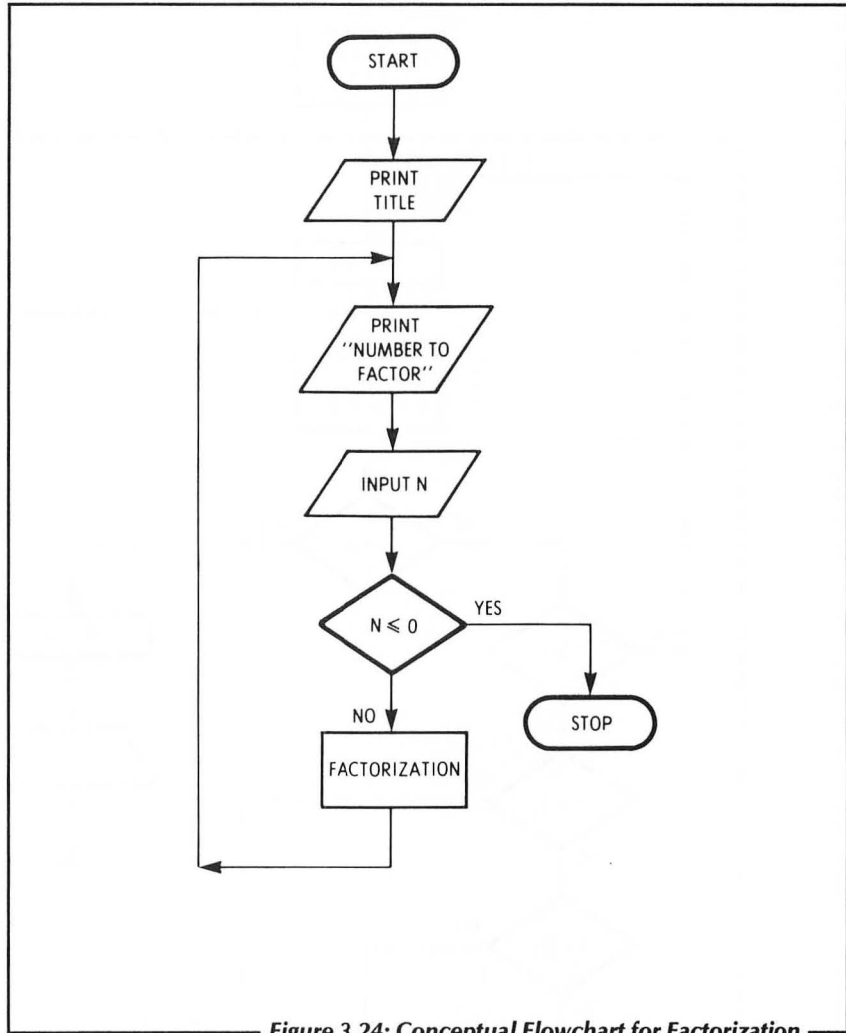 START
PRINT
TITLE
PRINT
''NUMBER TO
FACTOR''
INPUT N
N ⩽ 0
YES
NO
STOP
FACTORIZATION
Figure 3.24: Conceptual Flowchart for Factorization